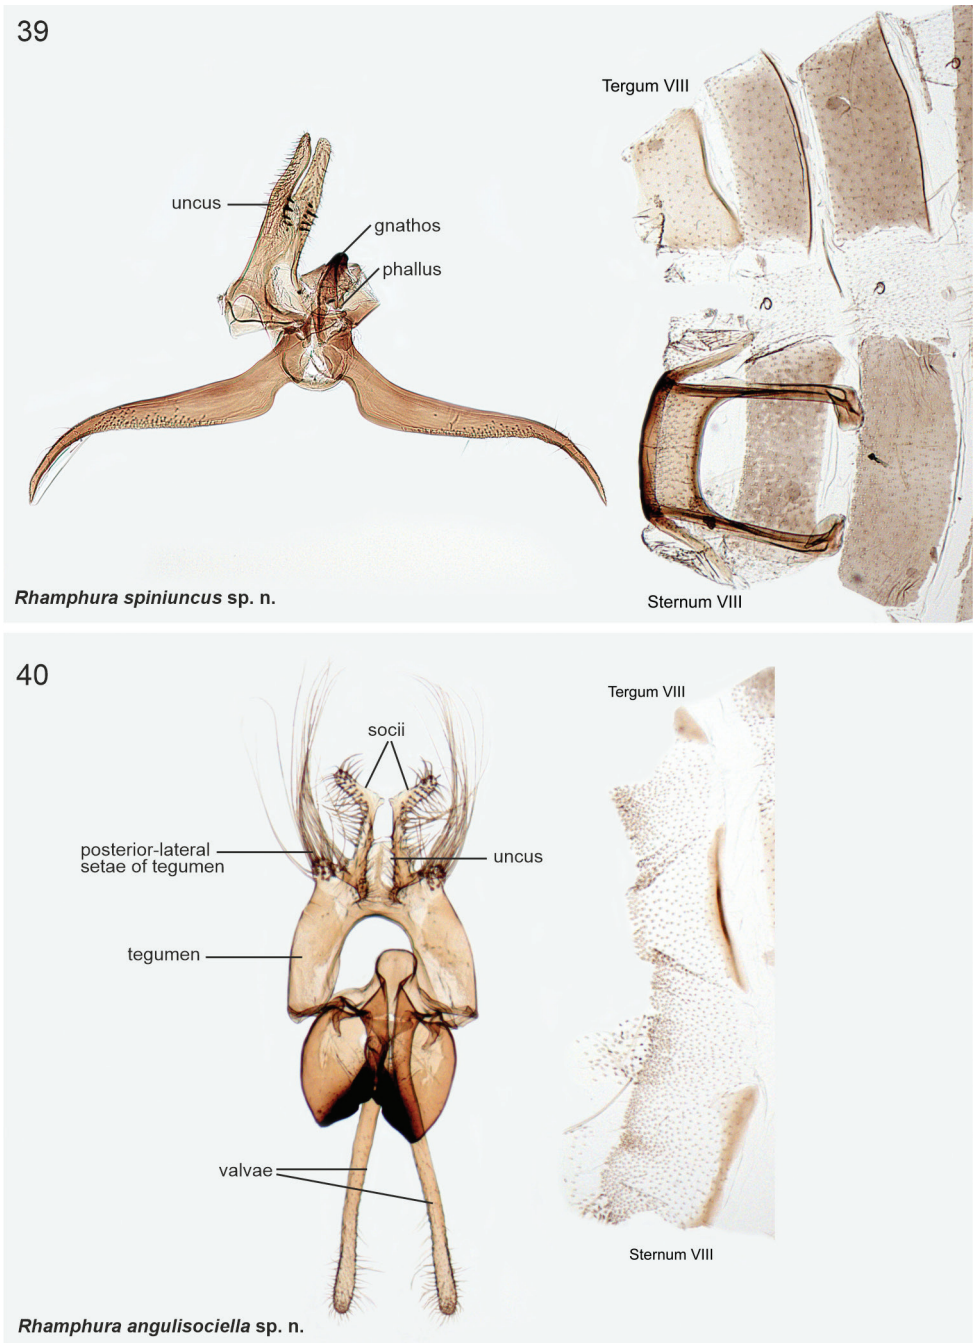 39
Tergum VIII
uncus
gnathos
phallus
Sternum VIII
Rhamphura spiniuncus sp. n.
40
Tergum VIII
socii
posterior-lateral
setae of tegumen
uncus
tegumen
valvae
Sternum VIII
Rhamphura angulisociella sp. n.